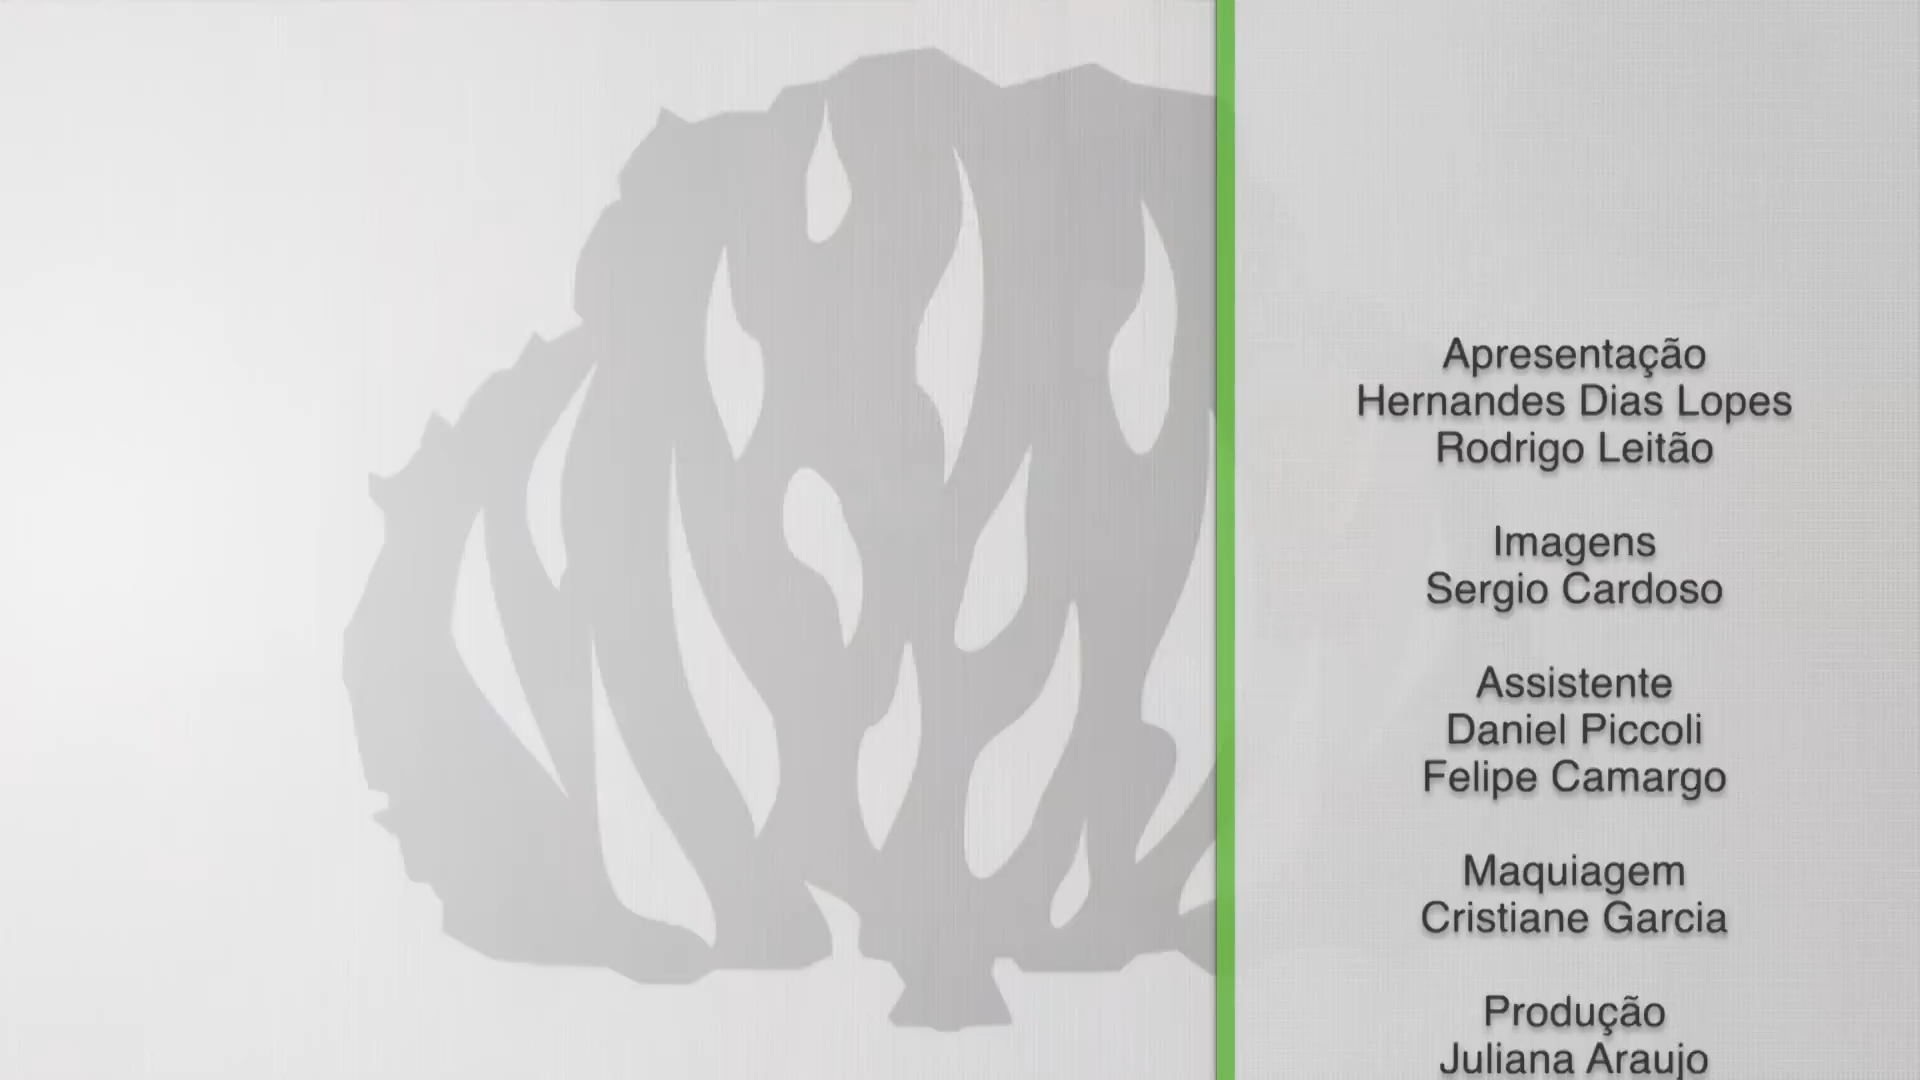 Apresentação
Hernandes Dias Lopes
Rodrigo Leitão
Imagens
Sergio Cardoso
Assistente
Daniel Piccoli
Felipe Camargo
Maquiagem
Cristiane Garcia
Produção
Juliana Araujo